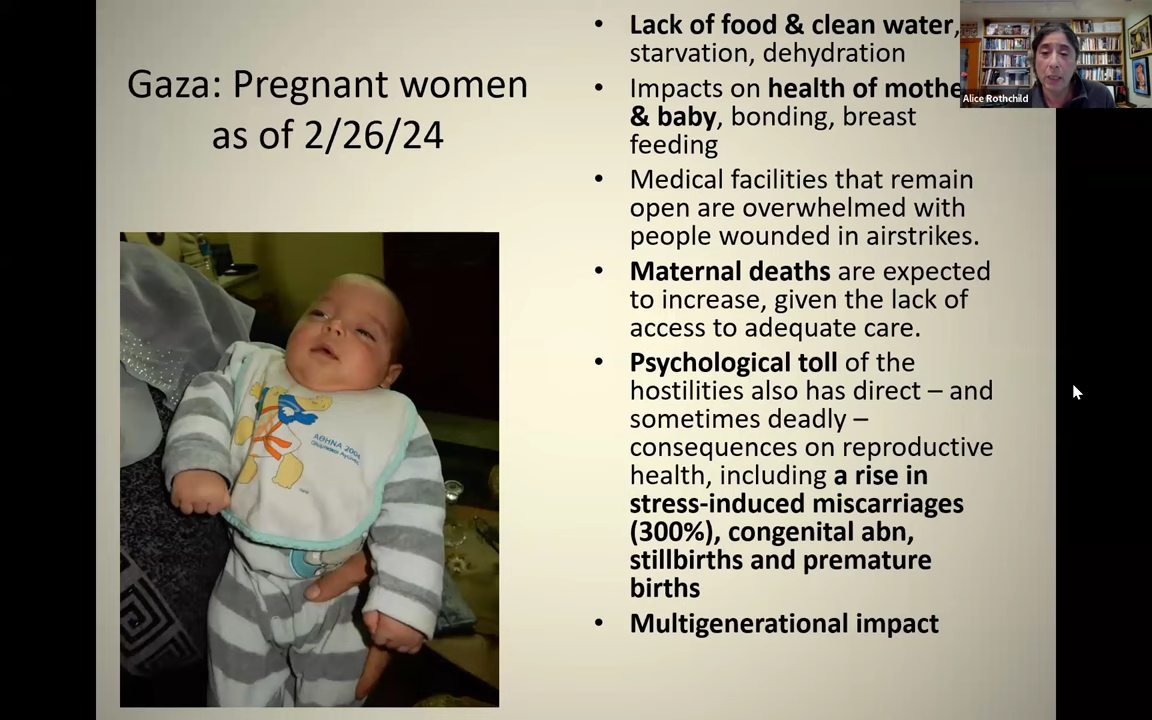 Gaza: Pregnant women
as of 2/26/24
• Lack of food & clean water,
starvation, dehydration
• Impacts on health of mothe
& baby, bonding, breast
feeding
• Medical facilities that remain
open are overwhelmed with
people wounded in airstrikes.
• Maternal deaths are expected
to increase, given the lack of
access to adequate care.
• Psychological toll of the
hostilities also has direct – and
sometimes deadly –
consequences on reproductive
health, including a rise in
stress-induced miscarriages
(300%), congenital abn,
stillbirths and premature
births
• Multigenerational impact
Alice Rothchild
ΑΘΗΝΑ 2004